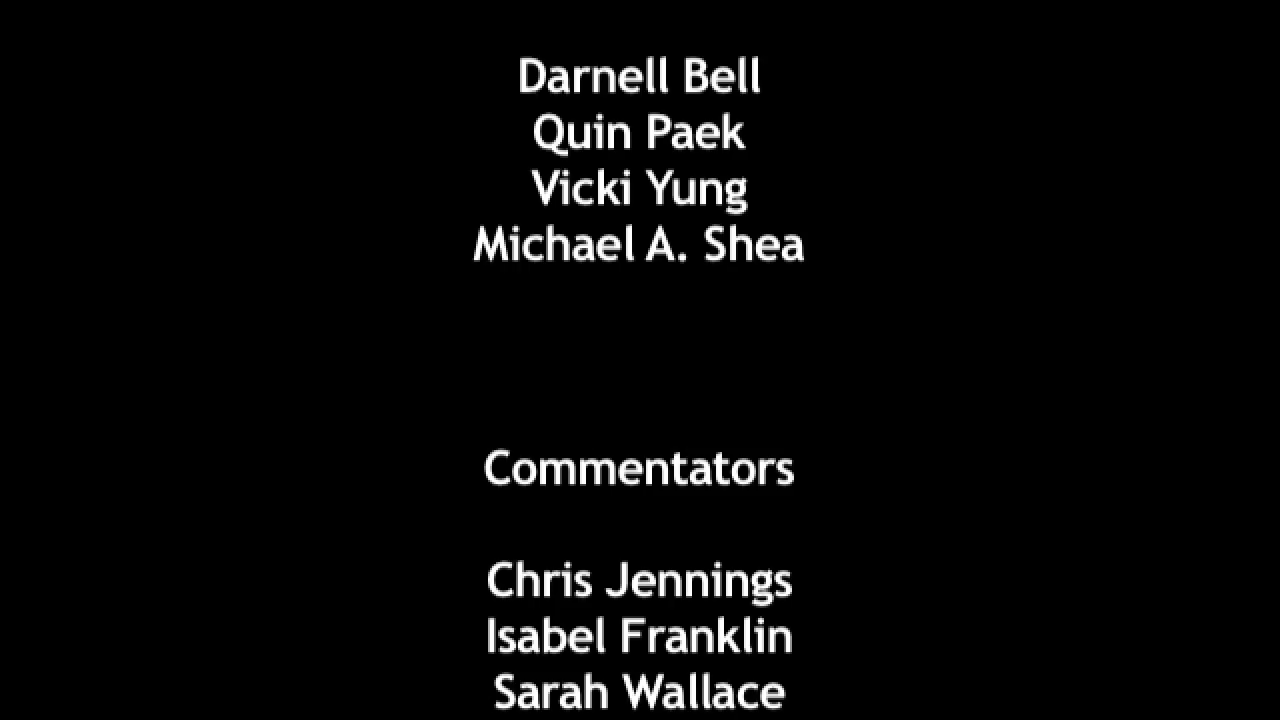 Darnell Bell
Quin Paek
Vicki Yung
Michael A. Shea
Commentators
Chris Jennings
Isabel Franklin
Sarah Wallace